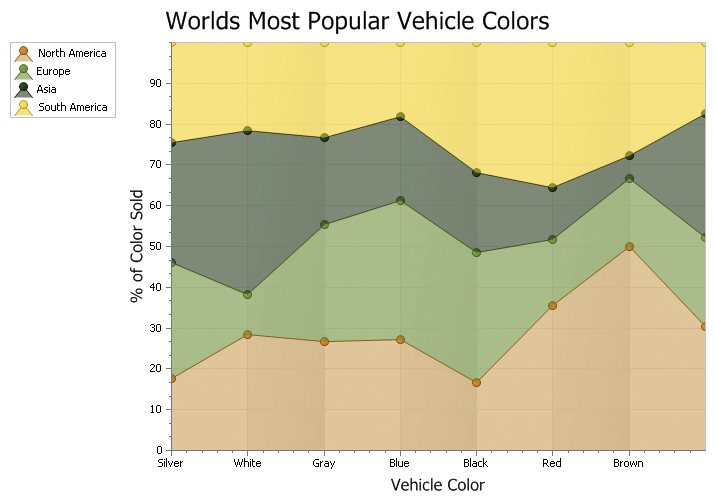 Worlds Most Popular Vehicle Colors
North America
Europe
Asia
South America
% of Color Sold
90
80
70
60
50
40
30
20
10
0
Silver White Gray Blue Black Red Brown
Vehicle Color